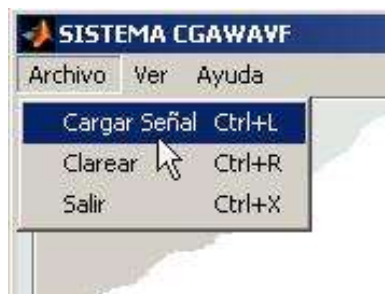 SISTEMA CGAWAVF
Archivo Ver Ayuda
Cargar Señal Ctrl+L
Clarear Ctrl+R
Salir Ctrl+X